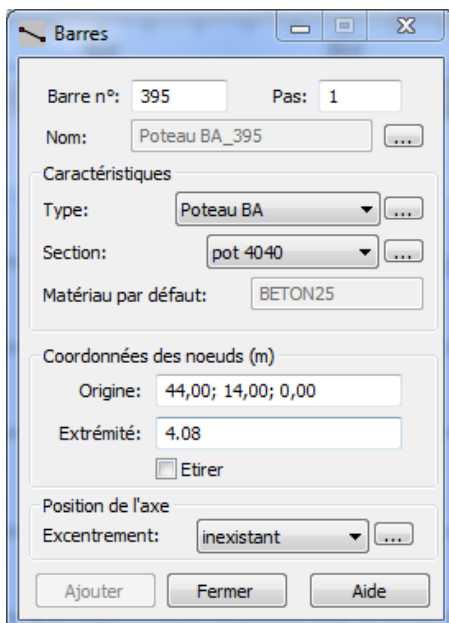 Barres
Barre n°: 395 Pas: 1
Nom: Poteau BA_395 ...
Caractéristiques
Type: Poteau BA ...
Section: pot 4040 ...
Matériau par défaut: BETON25
Coordonnées des noeuds (m)
Origine: 44,00; 14,00; 0,00
Extrémité: 4.08
Etirer
Position de l'axe
Excentrement: inexistant ...
Ajouter Fermer Aide